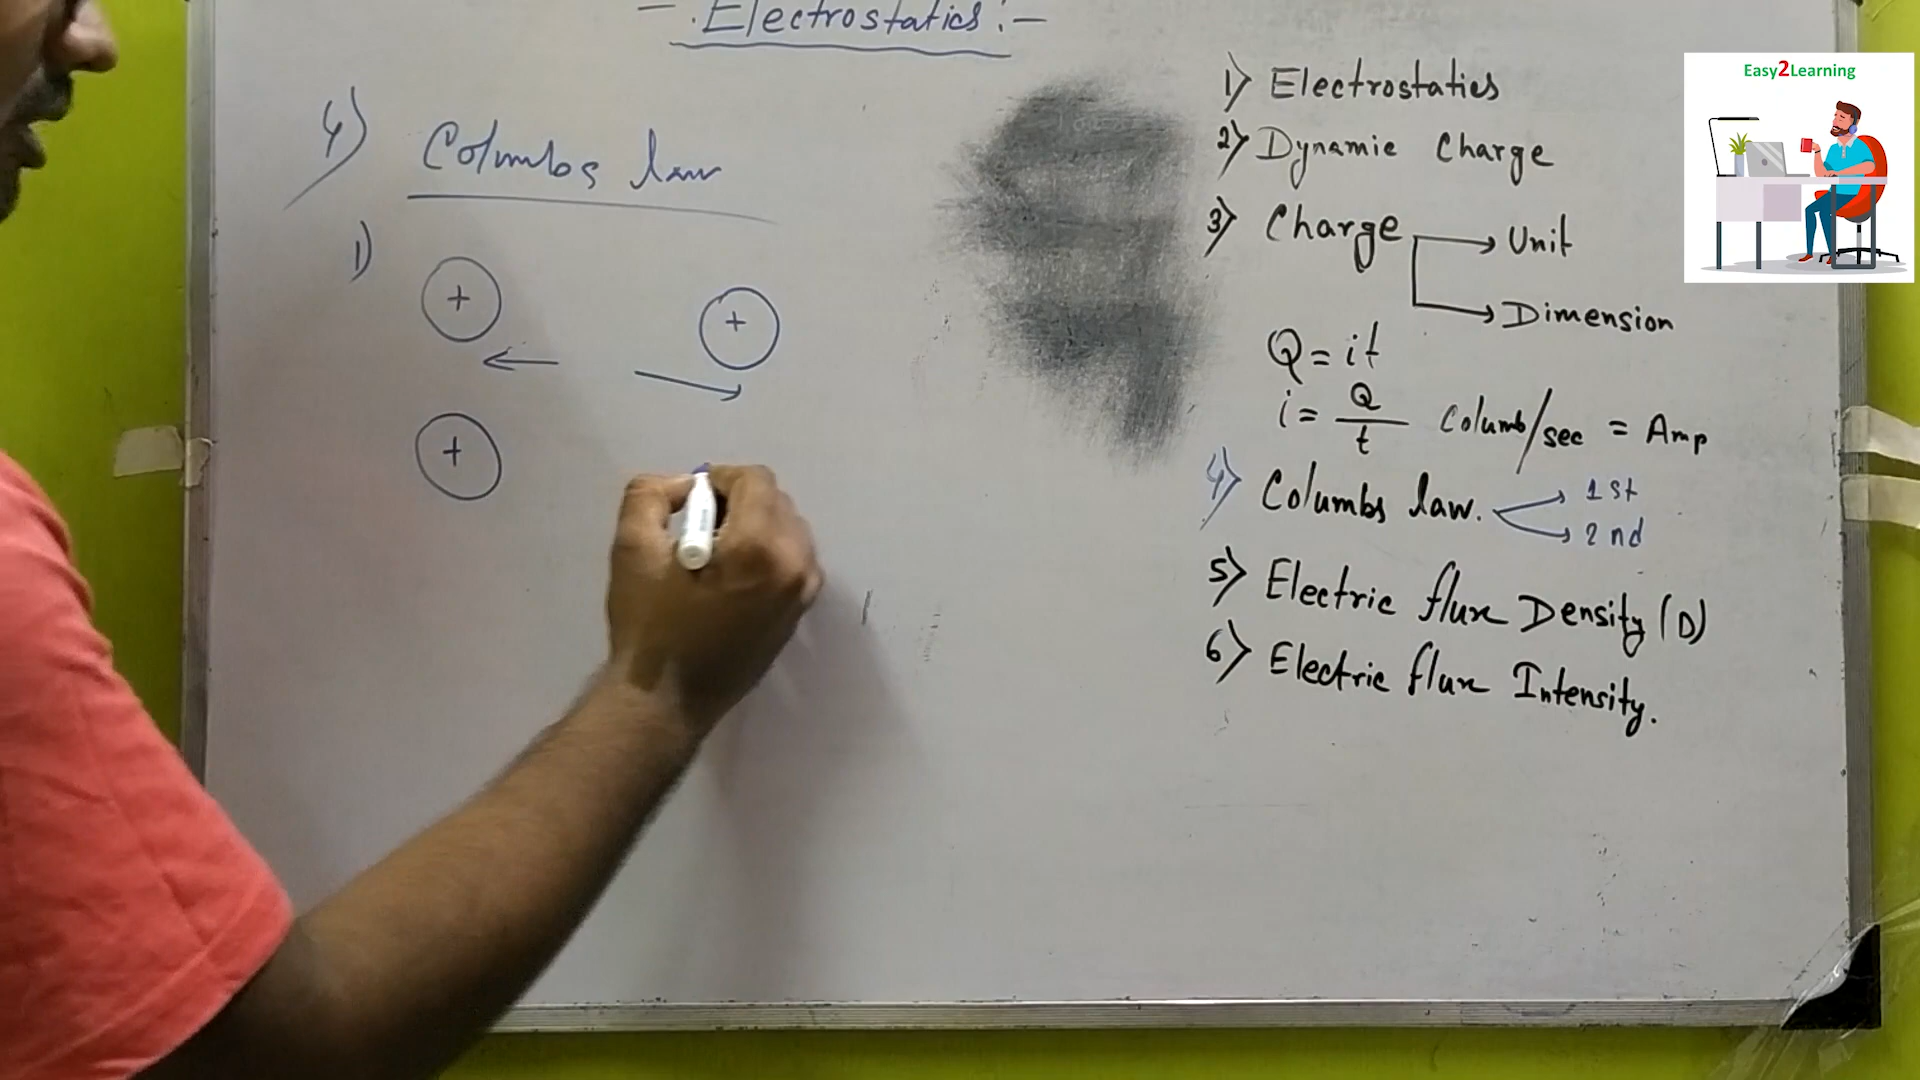 - . Electrostatics : -
4) Columbs law
1)
+ +
+
1) Electrostatics
2) Dynamic Charge
3) Charge → Unit
→ Dimension
Q = it
i = Q/t Columb/sec = Amp
4) Columbs law. → 1st
→ 2nd
5) Electric flux Density (D)
6) Electric flux Intensity.
Easy2Learning